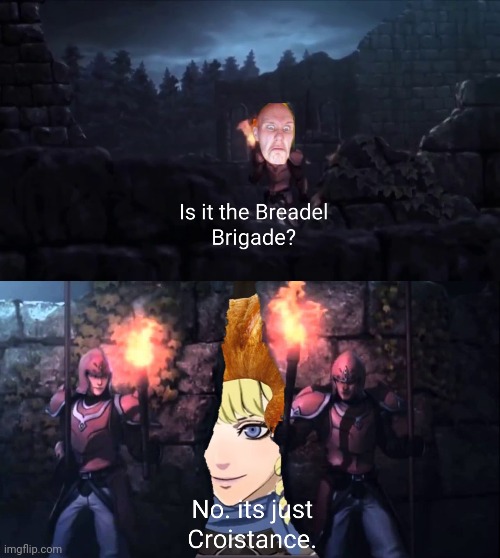 Is it the Breadel
Brigade?
No. its just
Croistance.
imgflip.com